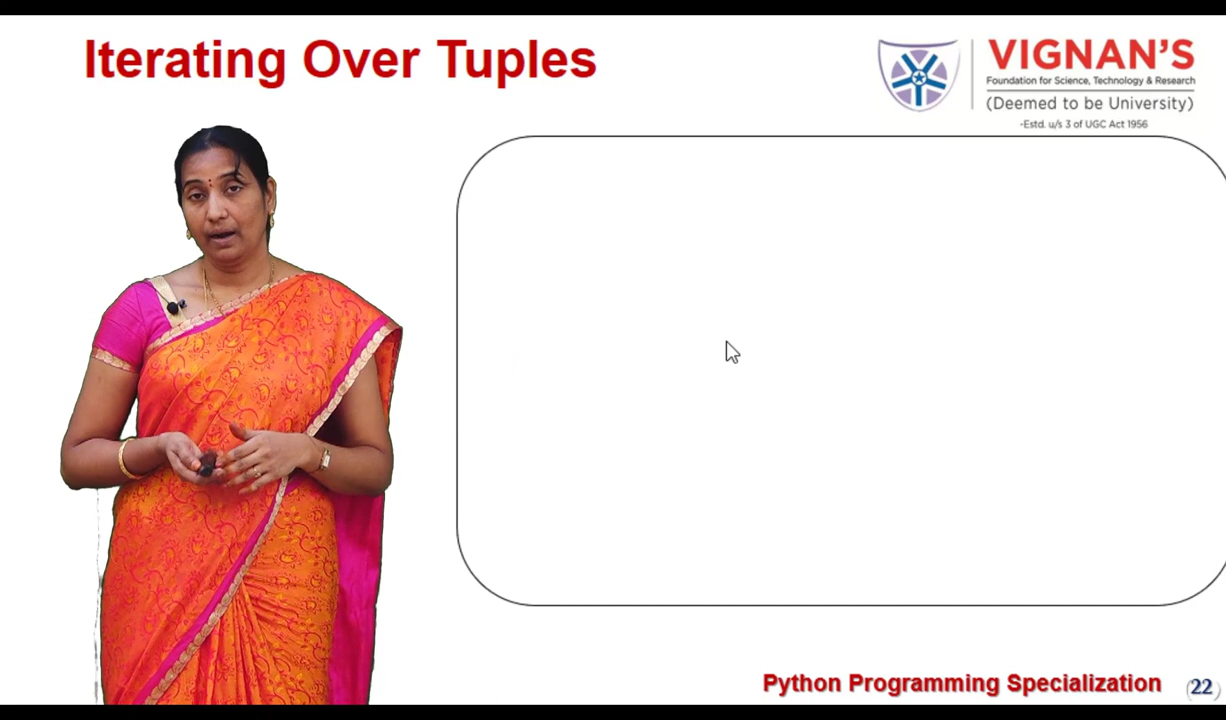 Iterating Over Tuples
VIGNAN'S
Foundation for Science, Technology & Research
(Deemed to be University)
-Estd. u/s 3 of UGC Act 1956
Python Programming Specialization
(22)